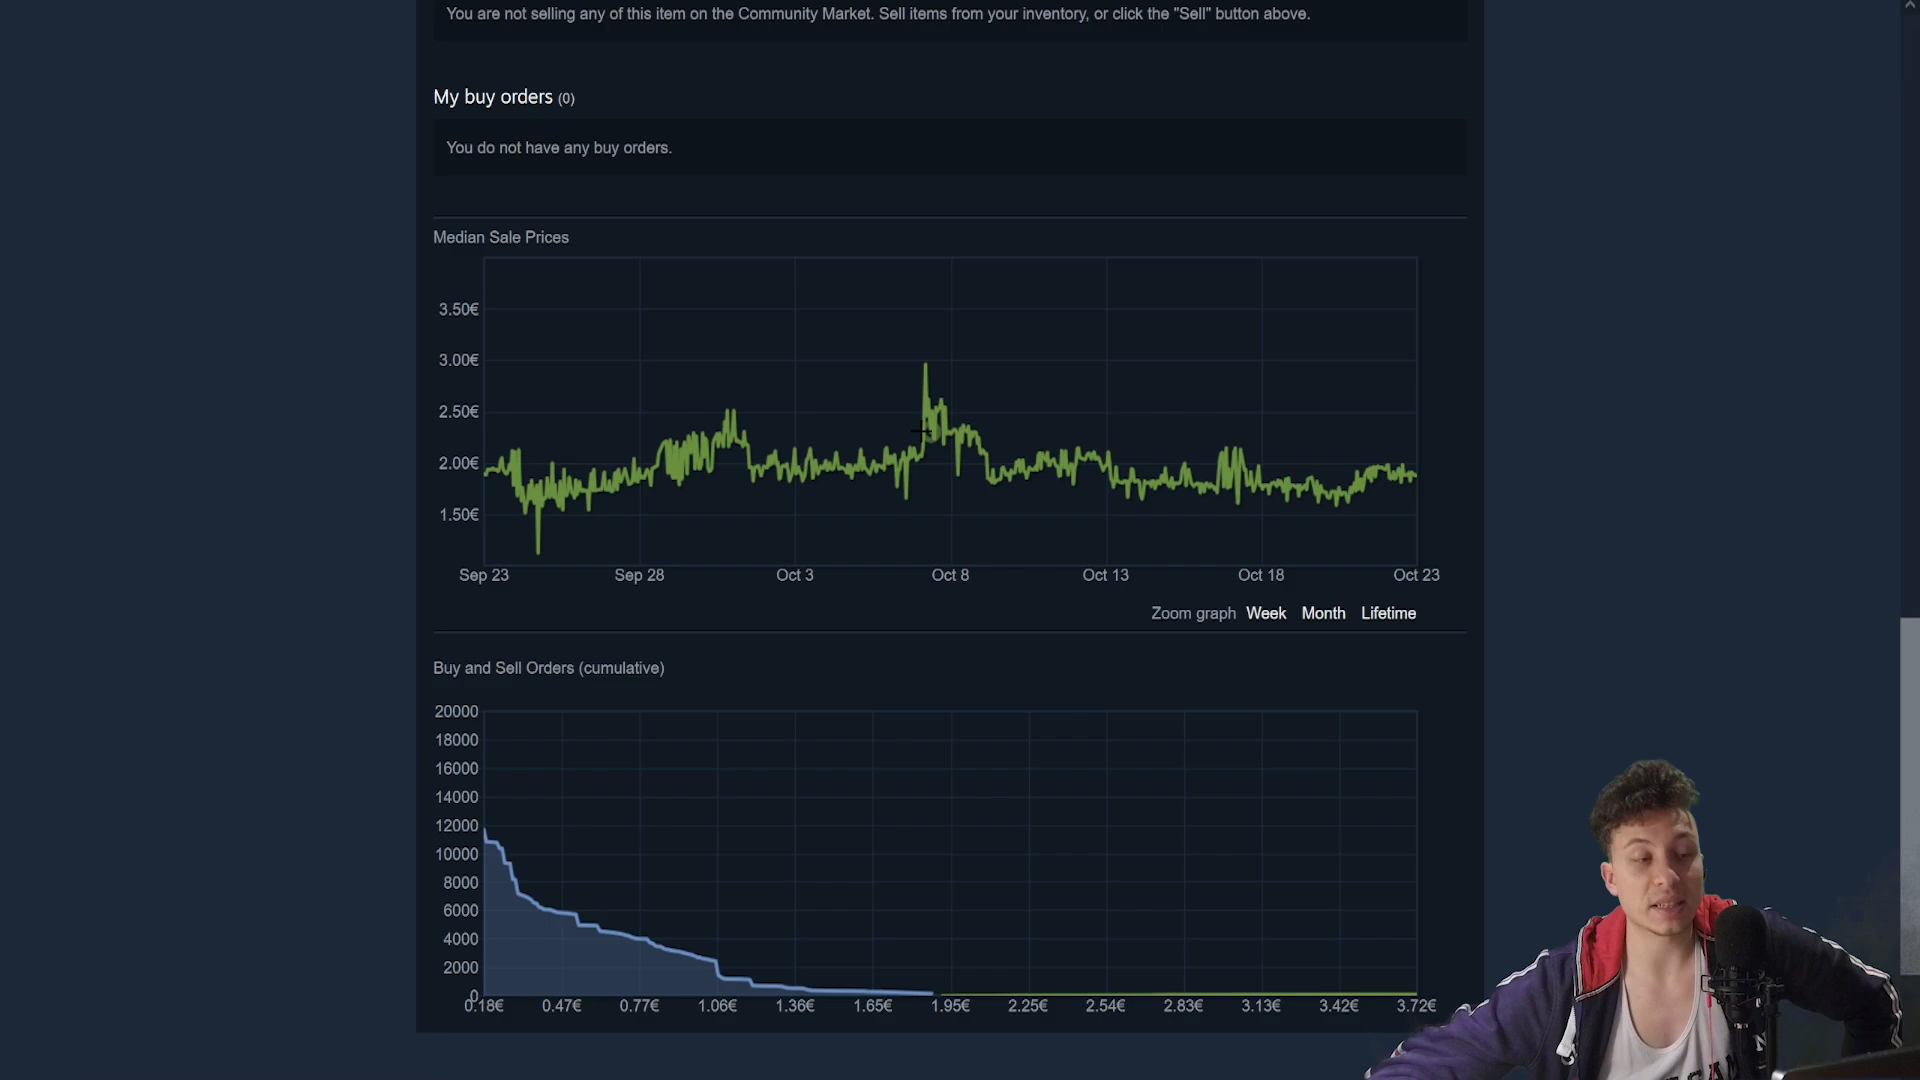 You are not selling any of this item on the Community Market. Sell items from your inventory, or click the "Sell" button above.
My buy orders (0)
You do not have any buy orders.
Median Sale Prices
3.50€
3.00€
2.50€
2.00€
1.50€
Sep 23 Sep 28 Oct 3 Oct 8 Oct 13 Oct 18 Oct 23
Zoom graph Week Month Lifetime
Buy and Sell Orders (cumulative)
20000
18000
16000
14000
12000
10000
8000
6000
4000
2000
0
0.18€ 0.47€ 0.77€ 1.06€ 1.36€ 1.65€ 1.95€ 2.25€ 2.54€ 2.83€ 3.13€ 3.42€ 3.72€